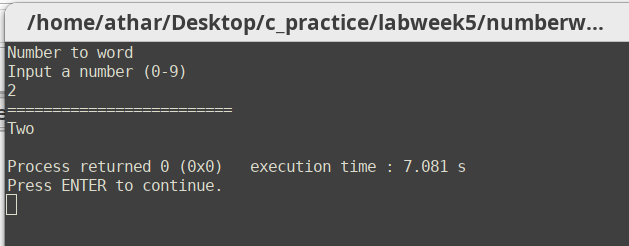 /home/athar/Desktop/c_practice/labweek5/numberw...
Number to word
Input a number (0-9)
2
=========================
Two
Process returned 0 (0x0)   execution time : 7.081 s
Press ENTER to continue.